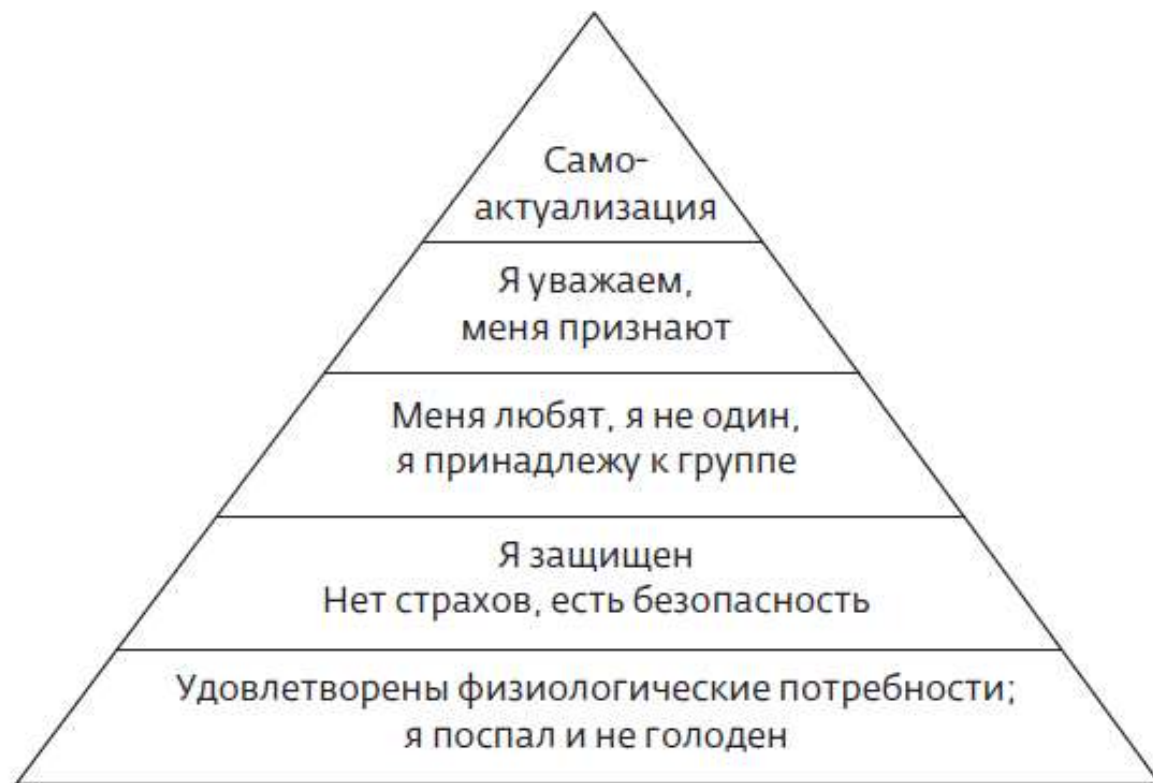 Само-
актуализация
Я уважаем,
меня признают
Меня любят, я не один,
я принадлежу к группе
Я защищен
Нет страхов, есть безопасность
Удовлетворены физиологические потребности;
я поспал и не голоден